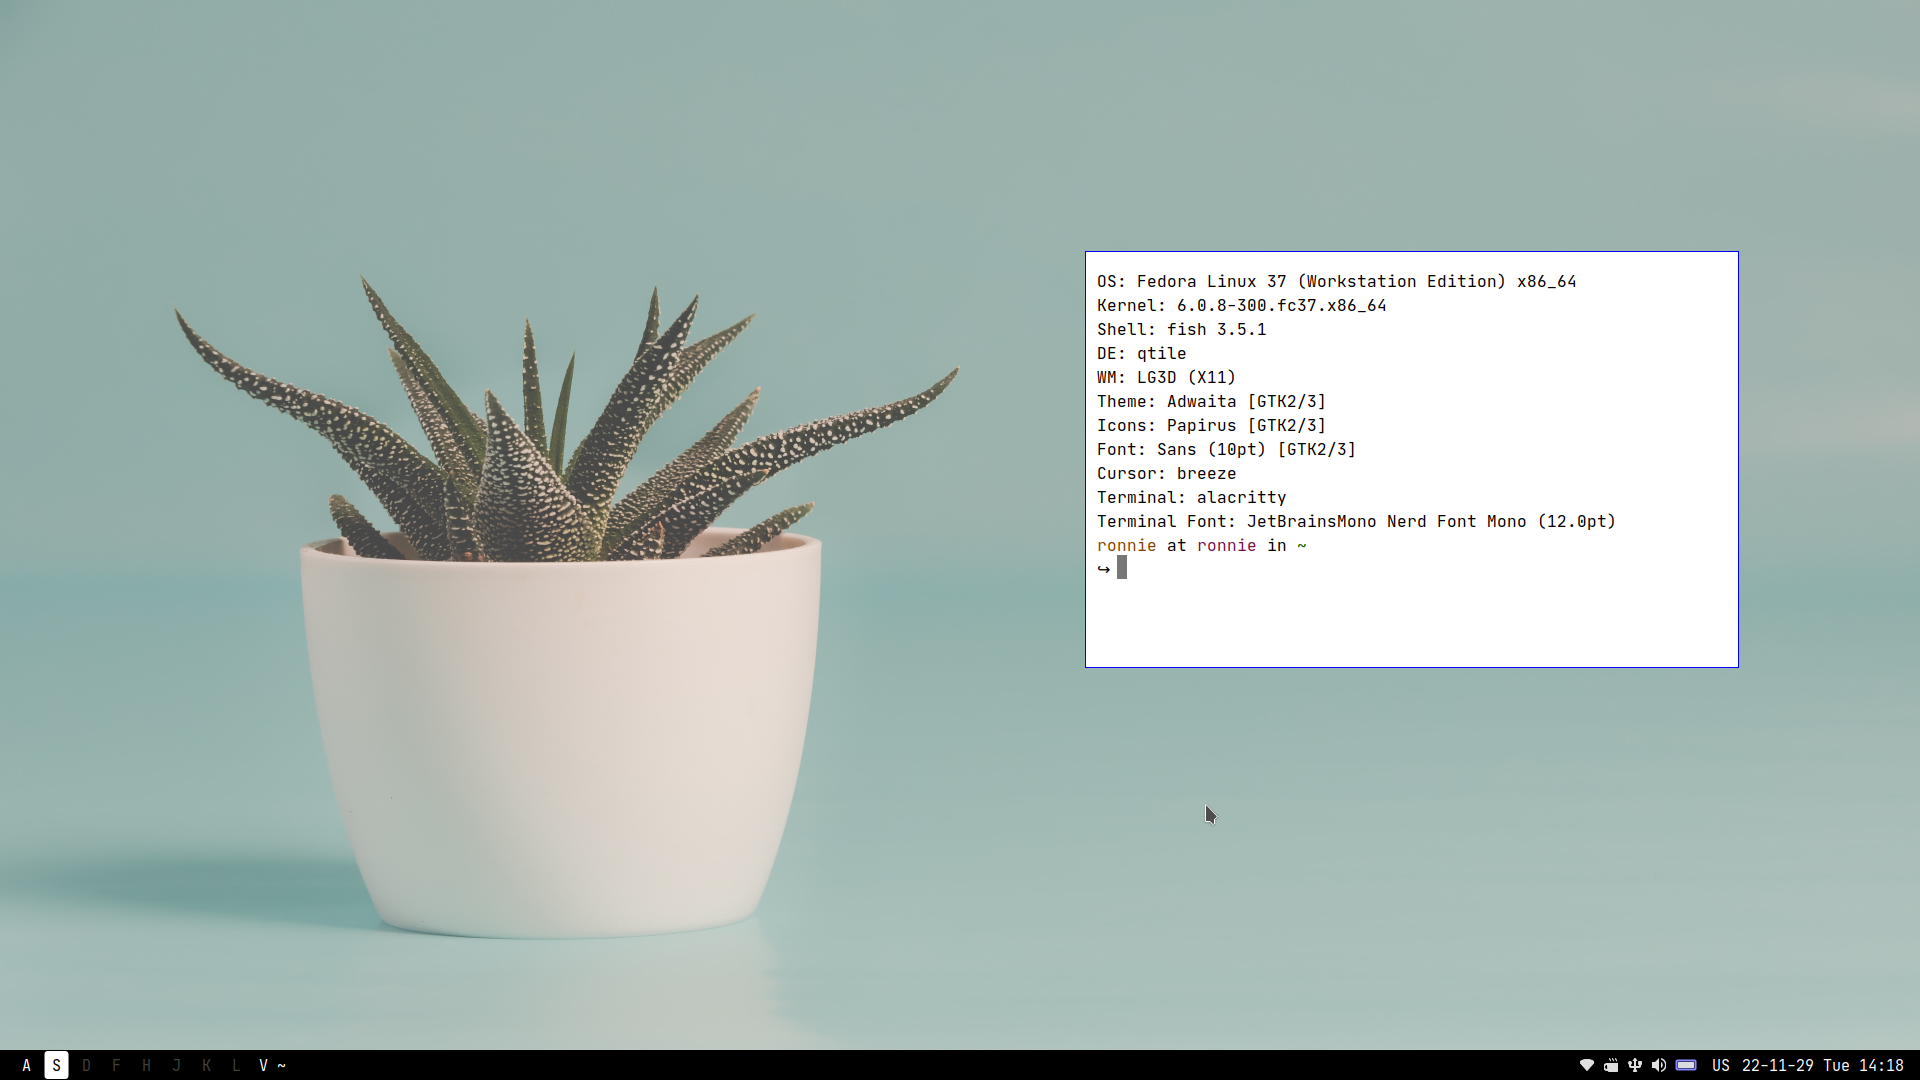 OS: Fedora Linux 37 (Workstation Edition) x86_64
Kernel: 6.0.8-300.fc37.x86_64
Shell: fish 3.5.1
DE: qtile
WM: LG3D (X11)
Theme: Adwaita [GTK2/3]
Icons: Papirus [GTK2/3]
Font: Sans (10pt) [GTK2/3]
Cursor: breeze
Terminal: alacritty
Terminal Font: JetBrainsMono Nerd Font Mono (12.0pt)
ronnie at ronnie in ~
↪
A S D F H J K L V ~ US 22-11-29 Tue 14:18